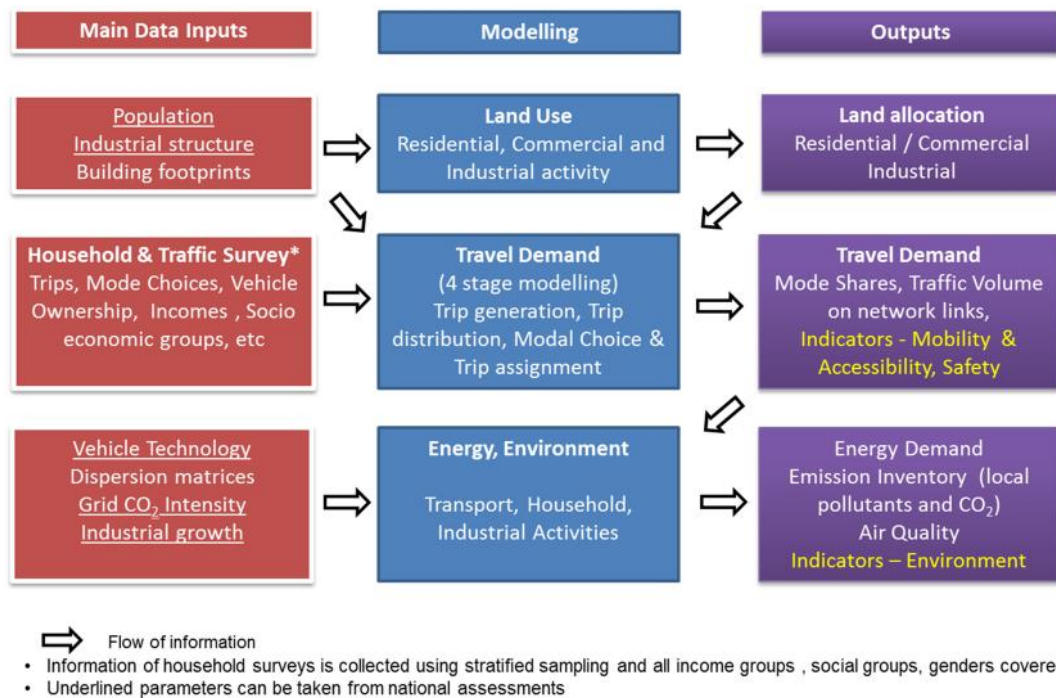 Main Data Inputs
Modelling
Outputs
Population
Industrial structure
Building footprints
Land Use
Residential, Commercial and
Industrial activity
Land allocation
Residential / Commercial
Industrial
Household & Traffic Survey*
Trips, Mode Choices, Vehicle
Ownership, Incomes , Socio
economic groups, etc
Travel Demand
(4 stage modelling)
Trip generation, Trip
distribution, Modal Choice &
Trip assignment
Travel Demand
Mode Shares, Traffic Volume
on network links,
Indicators - Mobility &
Accessibility, Safety
Vehicle Technology
Dispersion matrices
Grid CO₂ Intensity
Industrial growth
Energy, Environment
Transport, Household,
Industrial Activities
Energy Demand
Emission Inventory (local
pollutants and CO₂)
Air Quality
Indicators – Environment
Flow of information
• Information of household surveys is collected using stratified sampling and all income groups , social groups, genders covere
• Underlined parameters can be taken from national assessments